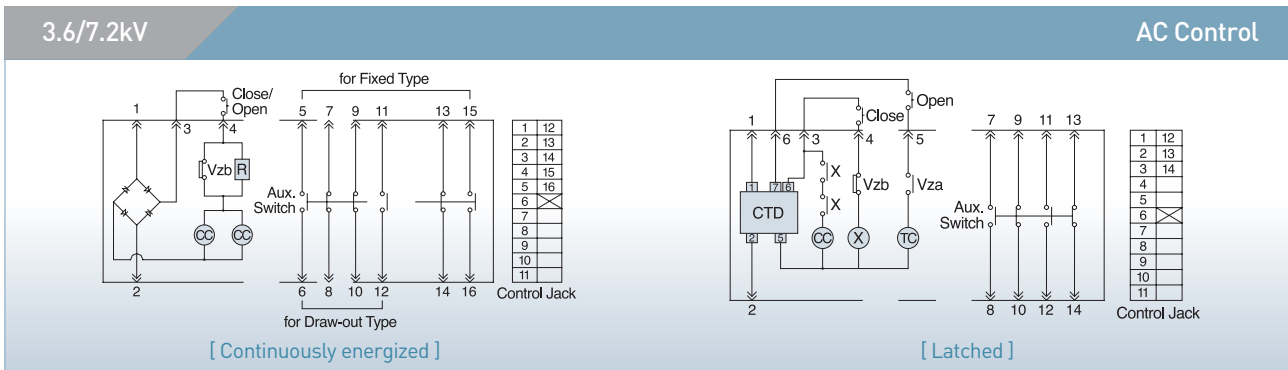 3.6/7.2kV
AC Control
for Fixed Type
Close/
Open
1
3
4
5
7
9
11
13
15
Vzb
R
CC
CC
Aux.
Switch
2
6
8
10
12
14
16
for Draw-out Type
1 12
2 13
3 14
4 15
5 16
6
7
8
9
10
11
Control Jack
[ Continuously energized ]
Open
Close
1
6
3
4
5
7
9
11
13
1
7
6
CTD
2
5
X
X
Vzb
Vza
CC
X
TC
Aux.
Switch
2
8
10
12
14
1 12
2 13
3 14
4
5
6
7
8
9
10
11
Control Jack
[ Latched ]